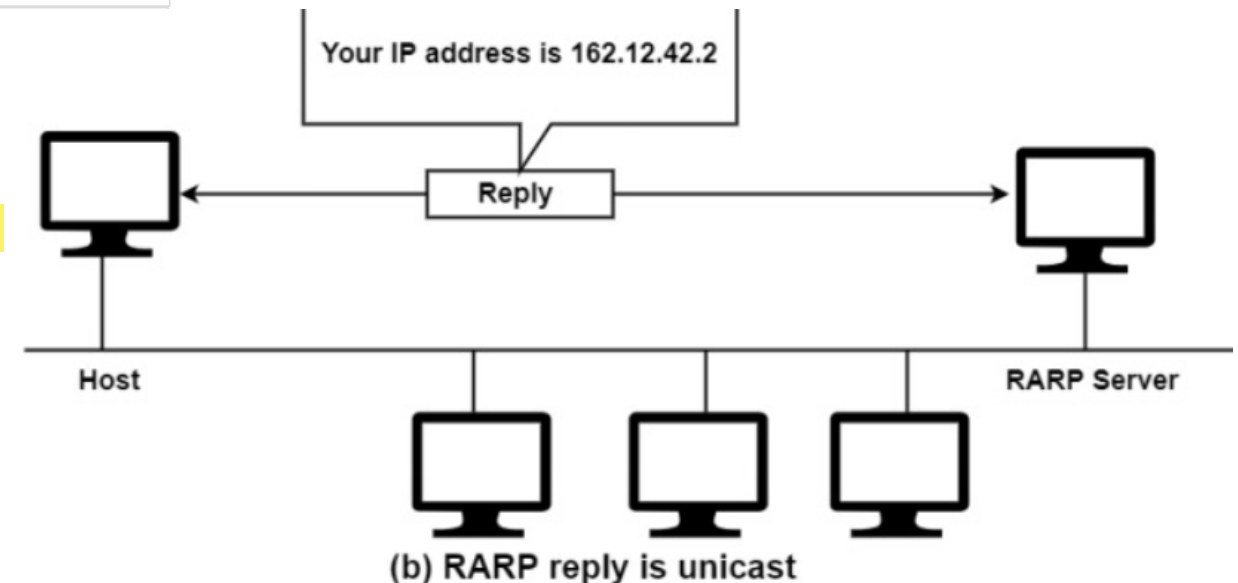 Your IP address is 162.12.42.2
Reply
Host
RARP Server
(b) RARP reply is unicast